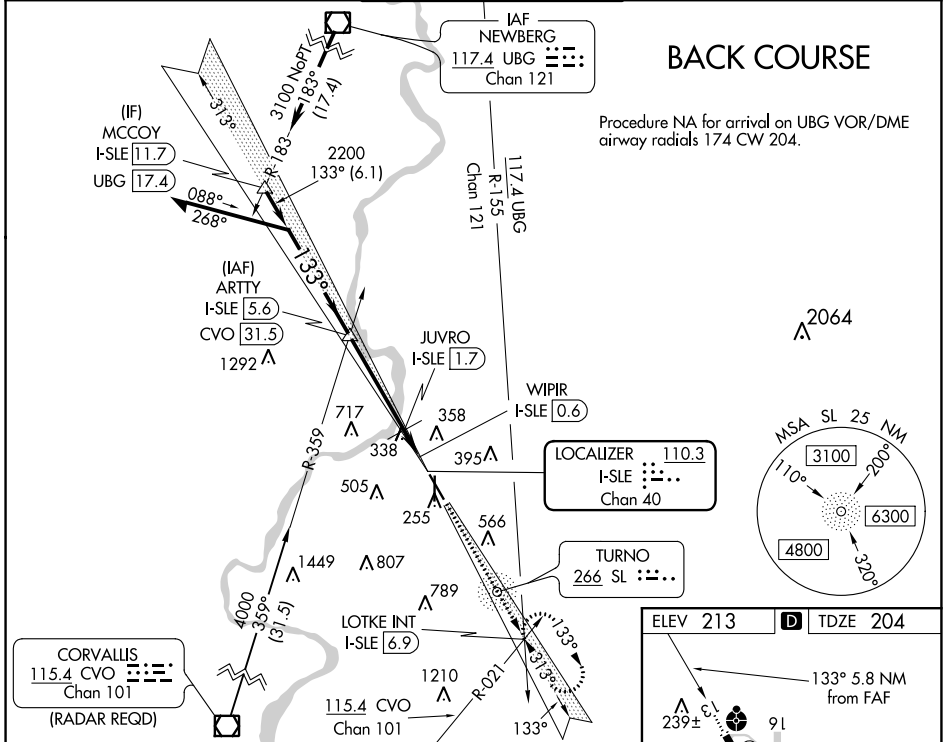 BACK COURSE
Procedure NA for arrival on UBG VOR/DME
airway radials 174 CW 204.
IAF
NEWBERG
117.4 UBG
Chan 121
3100 NoPT
183°
(17.4)
R-183
313°
(IF)
MCCOY
I-SLE 11.7
UBG 17.4
2200
133° (6.1)
117.4 UBG
R-155
Chan 121
088°
268°
133°
(IAF)
ARTTY
I-SLE 5.6
CVO 31.5
1292
JUVRO
I-SLE 1.7
2064
WIPIR
I-SLE 0.6
717
338
358
395
R-359
LOCALIZER 110.3
I-SLE
Chan 40
MSA SL 25 NM
3100
110°
200°
6300
4800
320°
505
255
566
TURNO
266 SL
1449
807
789
4000
359°
(31.5)
LOTKE INT
I-SLE 6.9
133°
313°
CORVALLIS
115.4 CVO
Chan 101
(RADAR REQD)
1210
R-021
115.4 CVO
Chan 101
133°
ELEV 213
D
TDZE 204
133° 5.8 NM
from FAF
239±
13
16